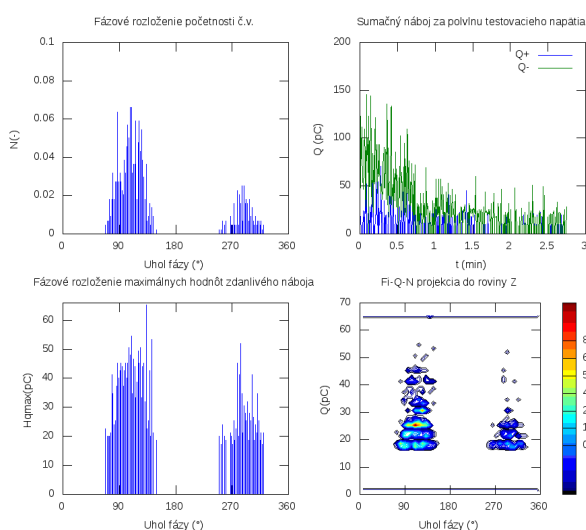 Fázové rozloženie početnosti č.v.
N(-)
0.1
0.08
0.06
0.04
0.02
0
0 90 180 270 360
Uhol fázy (°)
Sumačný náboj za polvlnu testovacieho napätia
Q+
Q-
Q (pC)
200
150
100
50
0
0 0.5 1 1.5 2 2.5 3
t (min)
Fázové rozloženie maximálnych hodnôt zdanlivého náboja
Hqmax(pC)
60
50
40
30
20
10
0
0 90 180 270 360
Uhol fázy (°)
Fi-Q-N projekcia do roviny Z
Q(pC)
70
60
50
40
30
20
10
0
0 90 180 270 360
Uhol fázy (°)